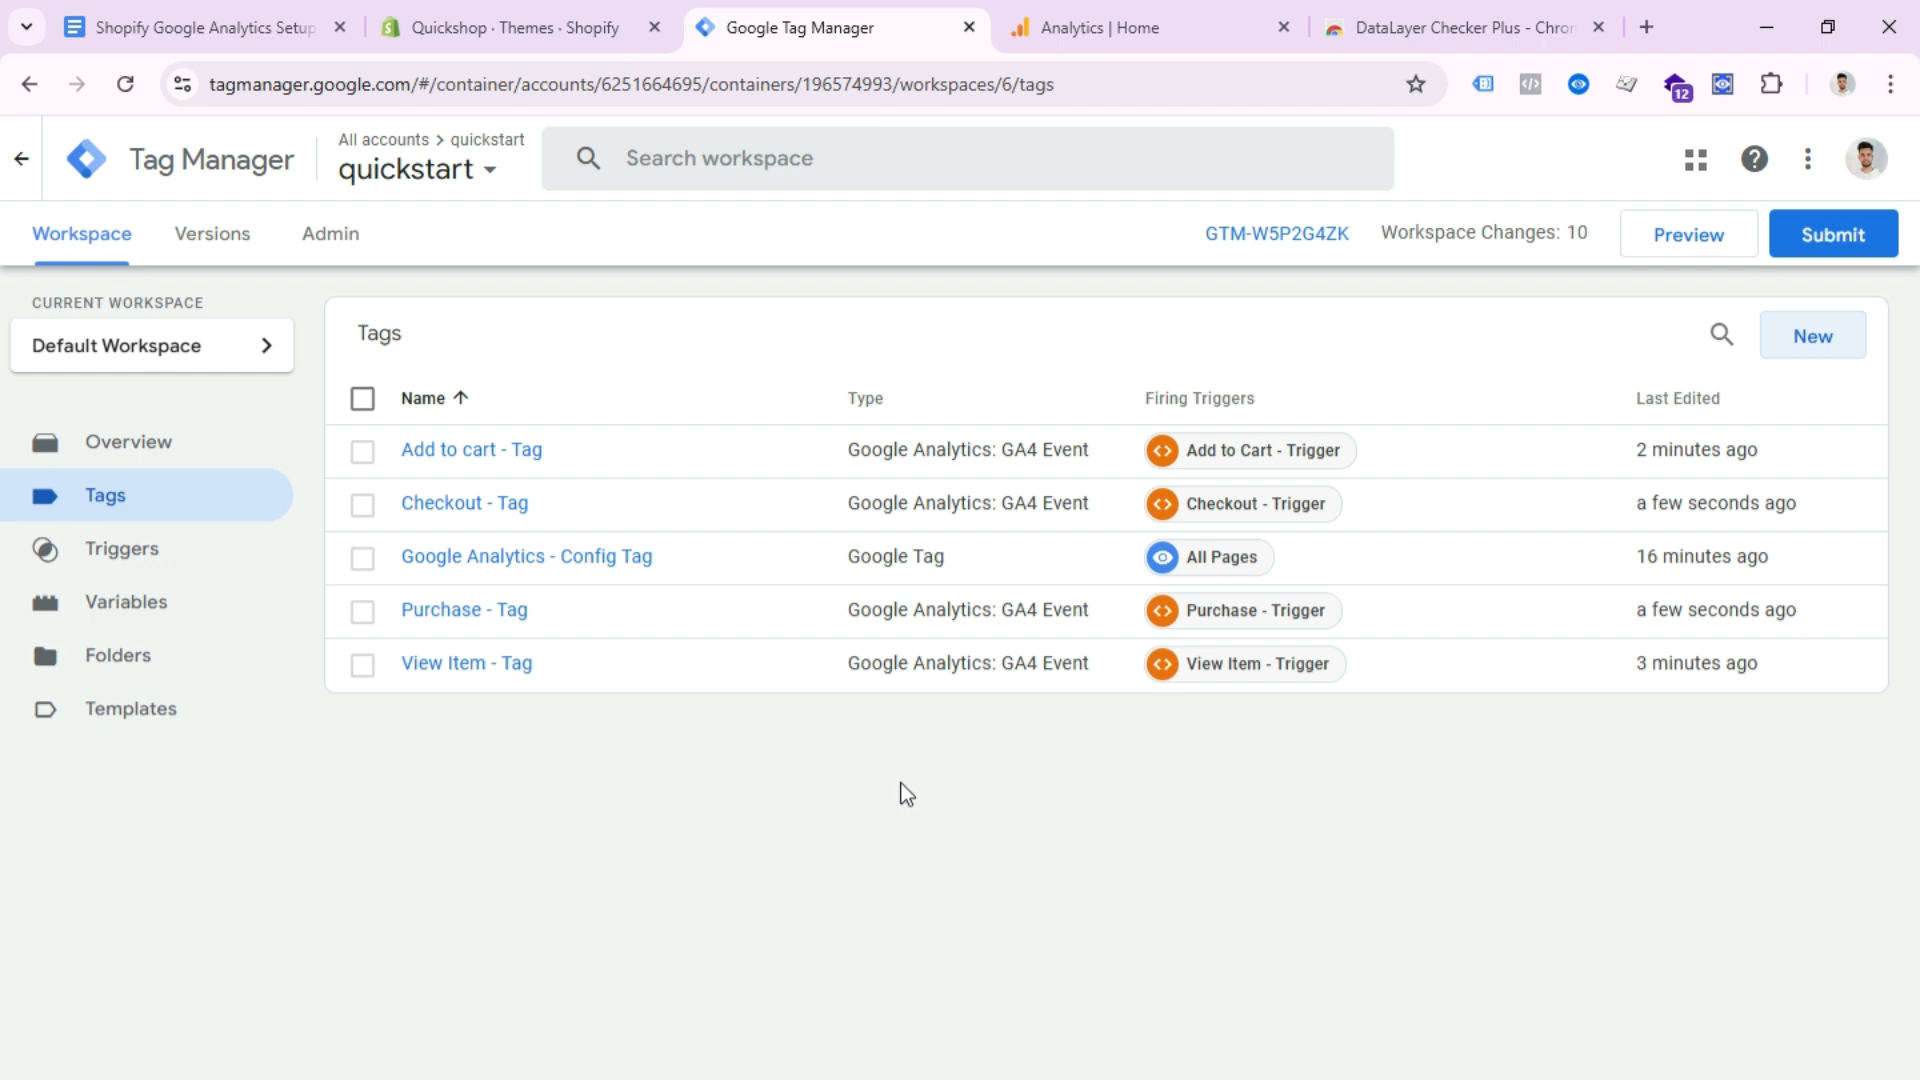 Shopify Google Analytics Setup
Quickshop · Themes · Shopify
Google Tag Manager
Analytics | Home
DataLayer Checker Plus - Chron
tagmanager.google.com/#/container/accounts/6251664695/containers/196574993/workspaces/6/tags
12
Tag Manager
All accounts > quickstart
quickstart
Search workspace
Workspace
Versions
Admin
GTM-W5P2G4ZK
Workspace Changes: 10
Preview
Submit
CURRENT WORKSPACE
Default Workspace
Overview
Tags
Triggers
Variables
Folders
Templates
Tags
New
Name Type Firing Triggers Last Edited
Add to cart - Tag Google Analytics: GA4 Event Add to Cart - Trigger 2 minutes ago
Checkout - Tag Google Analytics: GA4 Event Checkout - Trigger a few seconds ago
Google Analytics - Config Tag Google Tag All Pages 16 minutes ago
Purchase - Tag Google Analytics: GA4 Event Purchase - Trigger a few seconds ago
View Item - Tag Google Analytics: GA4 Event View Item - Trigger 3 minutes ago